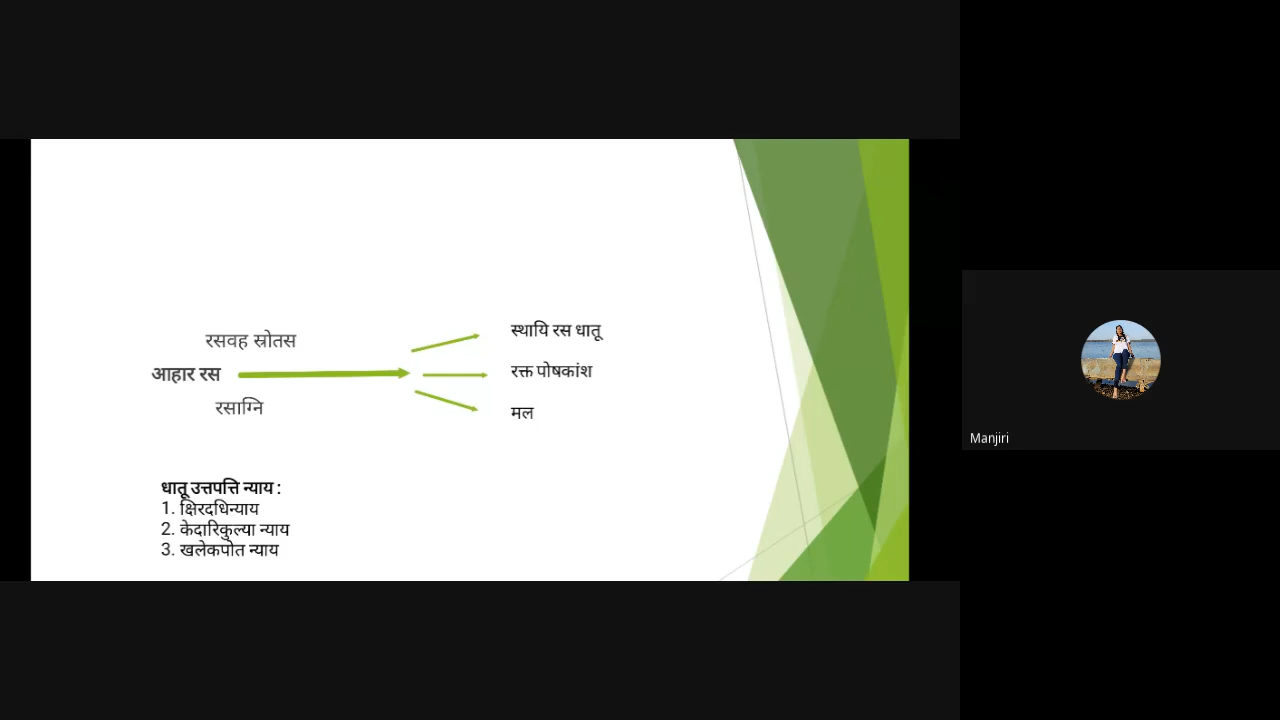 रसवह स्रोतस
आहार रस
रसाग्नि
स्थायि रस धातू
रक्त पोषकांश
मल
धातू उत्तपत्ति न्याय :
1. क्षिरदधिन्याय
2. केदारिकुल्या न्याय
3. खलेकपोत न्याय
Manjiri